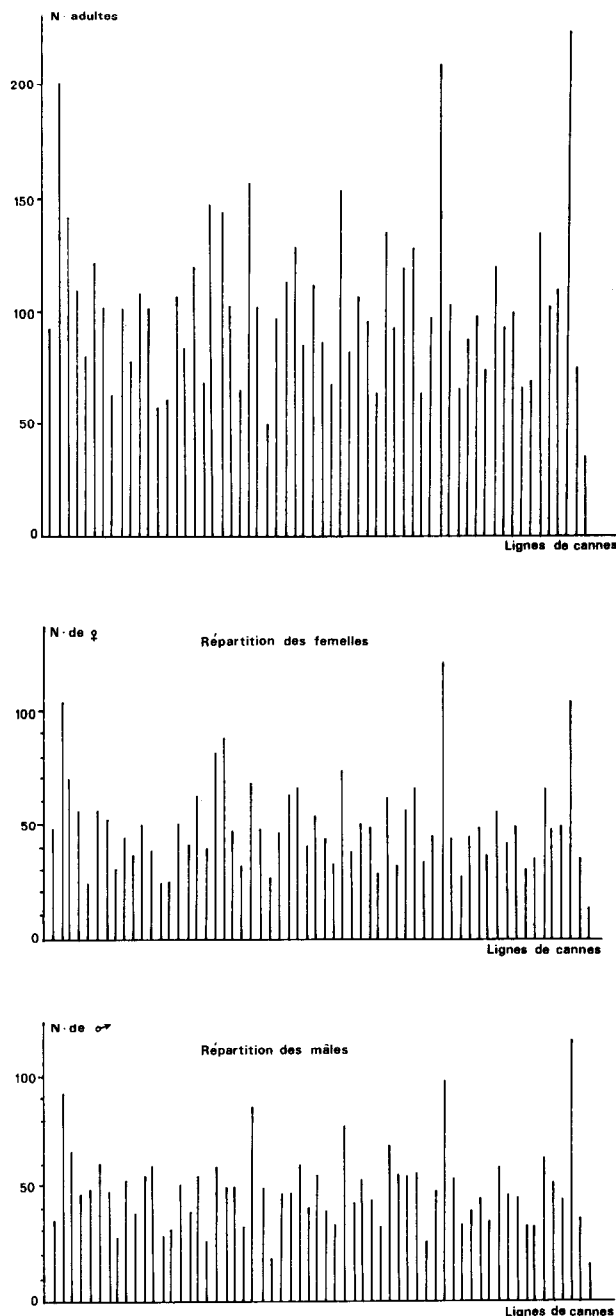 N· adultes
200
150
100
50
0
Lignes de cannes
N· de ♀
Répartition des femelles
100
50
0
Lignes de cannes
N· de ♂
Répartition des mâles
100
50
0
Lignes de cannes